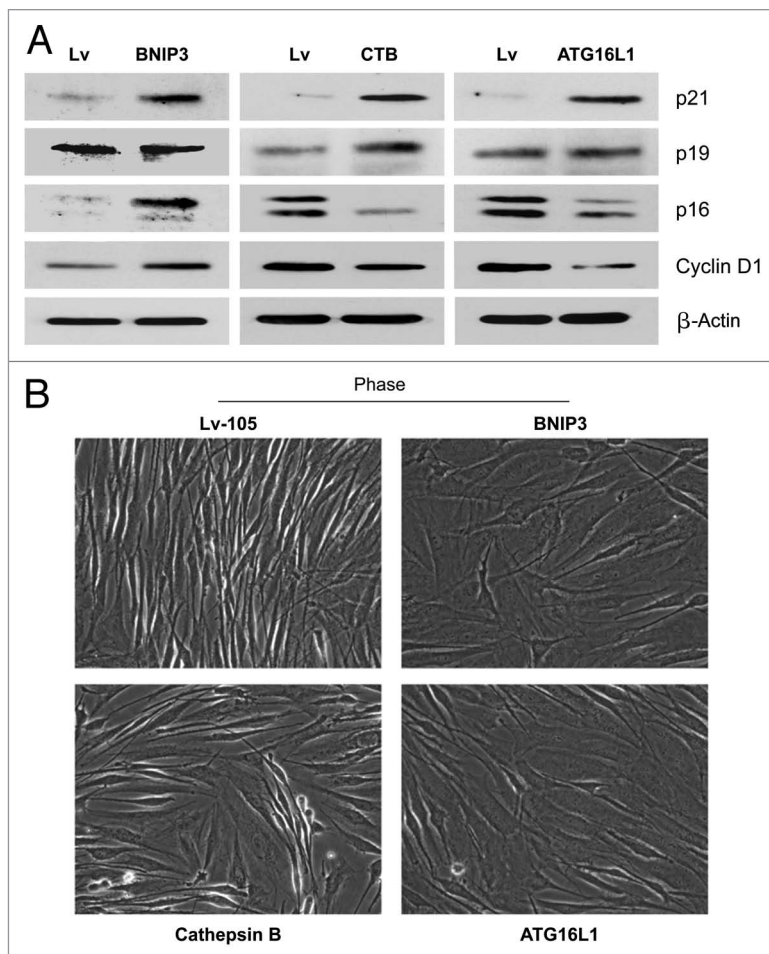 A
Lv BNIP3 Lv CTB Lv ATG16L1
p21
p19
p16
Cyclin D1
β-Actin
B
Phase
Lv-105 BNIP3
Cathepsin B ATG16L1